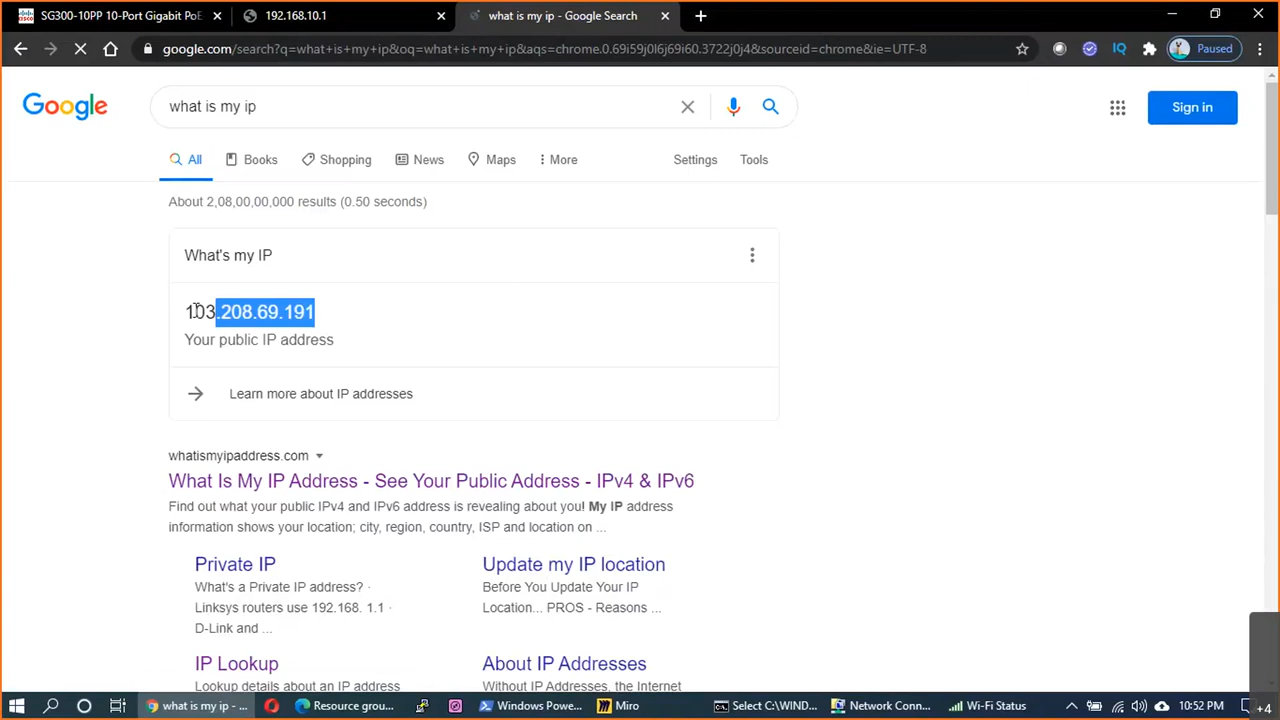 SG300-10PP 10-Port Gigabit PoE
192.168.10.1
what is my ip - Google Search
google.com/search?q=what+is+my+ip&oq=what+is+my+ip&aqs=chrome.0.69i59j0l6j69i60.3722j0j4&sourceid=chrome&ie=UTF-8
IQ
Paused
Google
what is my ip
Sign in
All
Books
Shopping
News
Maps
More
Settings
Tools
About 2,08,00,00,000 results (0.50 seconds)
What's my IP
103.208.69.191
Your public IP address
Learn more about IP addresses
whatismyipaddress.com
What Is My IP Address - See Your Public Address - IPv4 & IPv6
Find out what your public IPv4 and IPv6 address is revealing about you! My IP address
information shows your location; city, region, country, ISP and location on ...
Private IP
What's a Private IP address? ·
Linksys routers use 192.168. 1.1 ·
D-Link and ...
Update my IP location
Before You Update Your IP
Location... PROS - Reasons ...
IP Lookup
Lookup details about an IP address
About IP Addresses
Without IP Addresses, the Internet
what is my ip - ...
Resource group...
Windows Powe...
Miro
Select C:\WIND...
Network Conn...
Wi-Fi Status
10:52 PM
+4